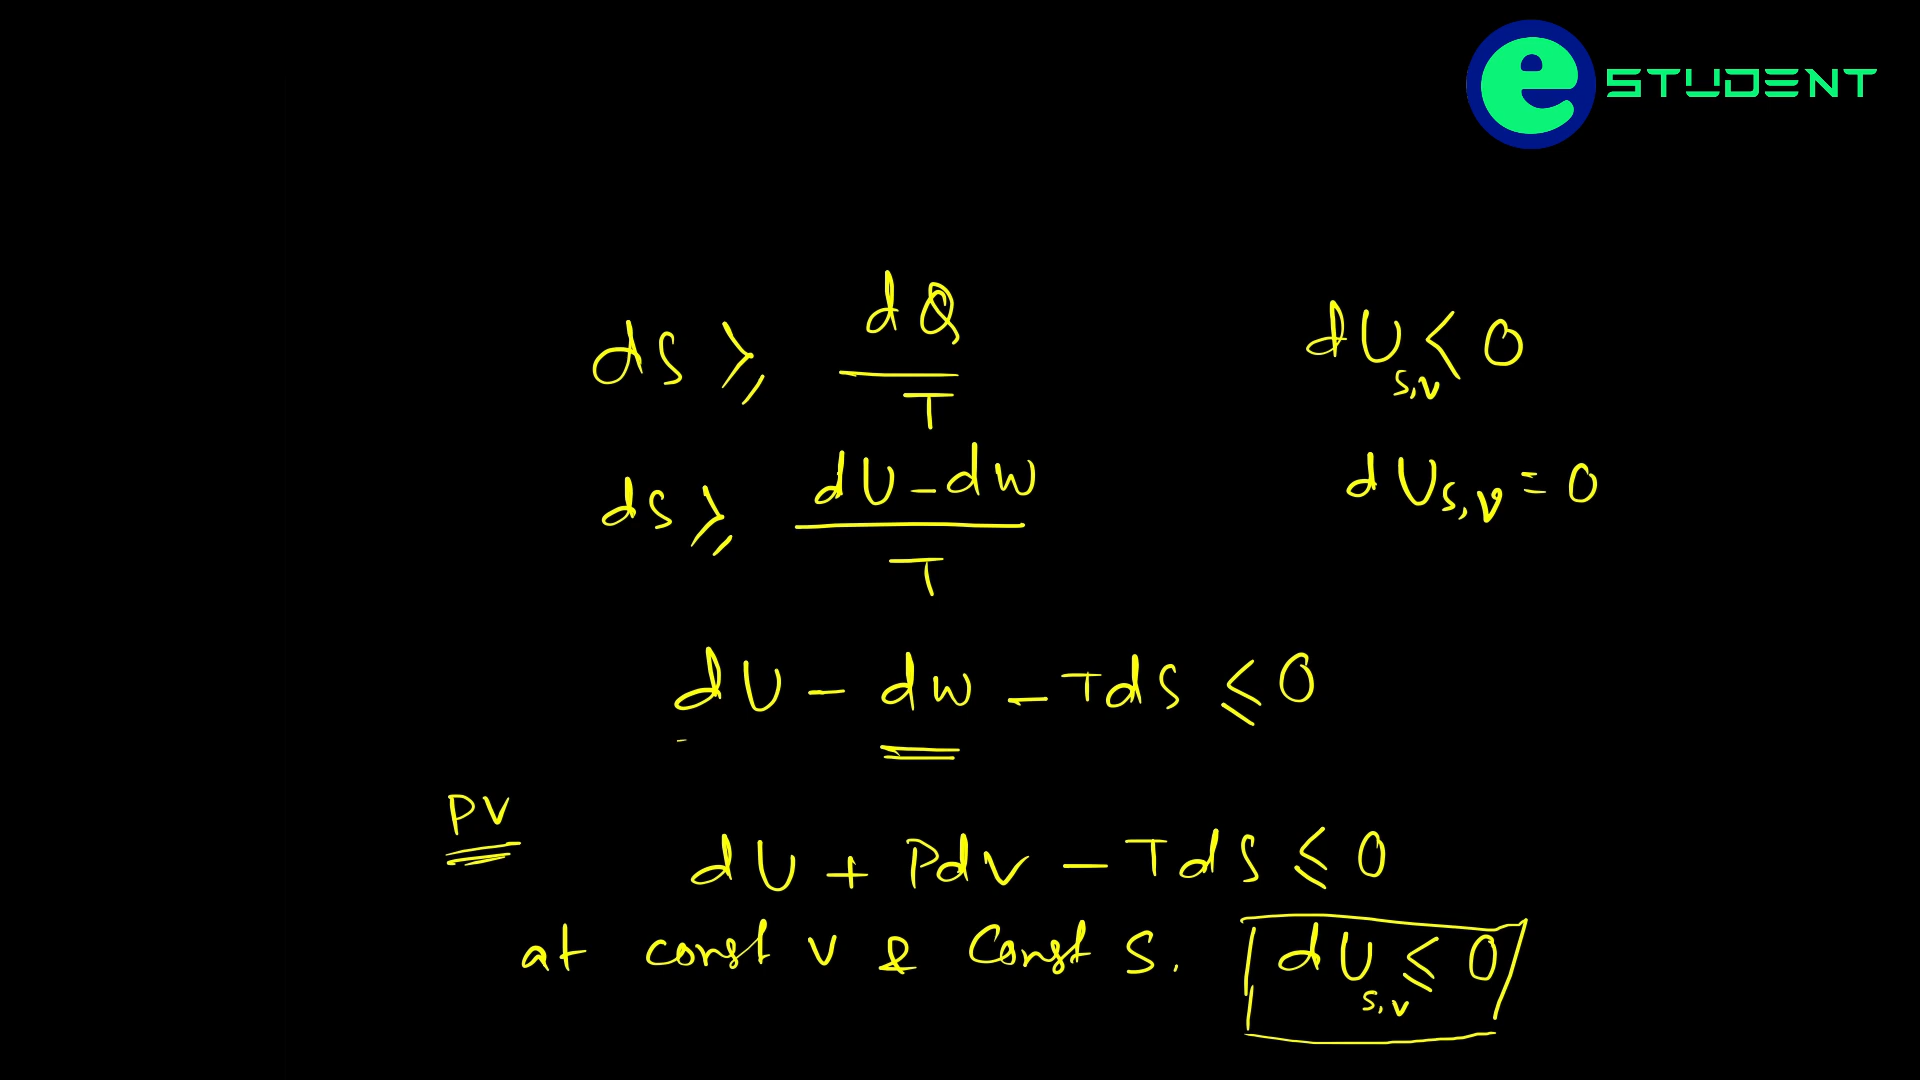 e STUDENT
dS ≥ dQ / T
dU_{S,V} < 0
dS ≥ dU - dW / T
dU_{S,V} = 0
dU - dW - TdS ≤ 0
PV
dU + PdV - TdS ≤ 0
at const V & Const S. dU_{S,V} ≤ 0